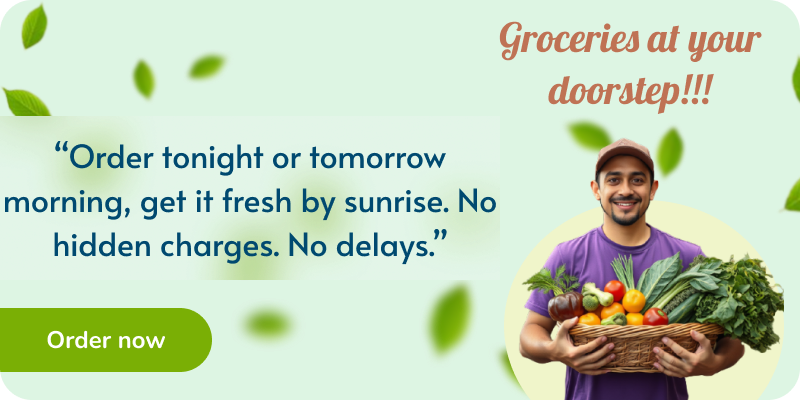 Groceries at your
doorstep!!!
“Order tonight or tomorrow
morning, get it fresh by sunrise. No
hidden charges. No delays.”
Order now